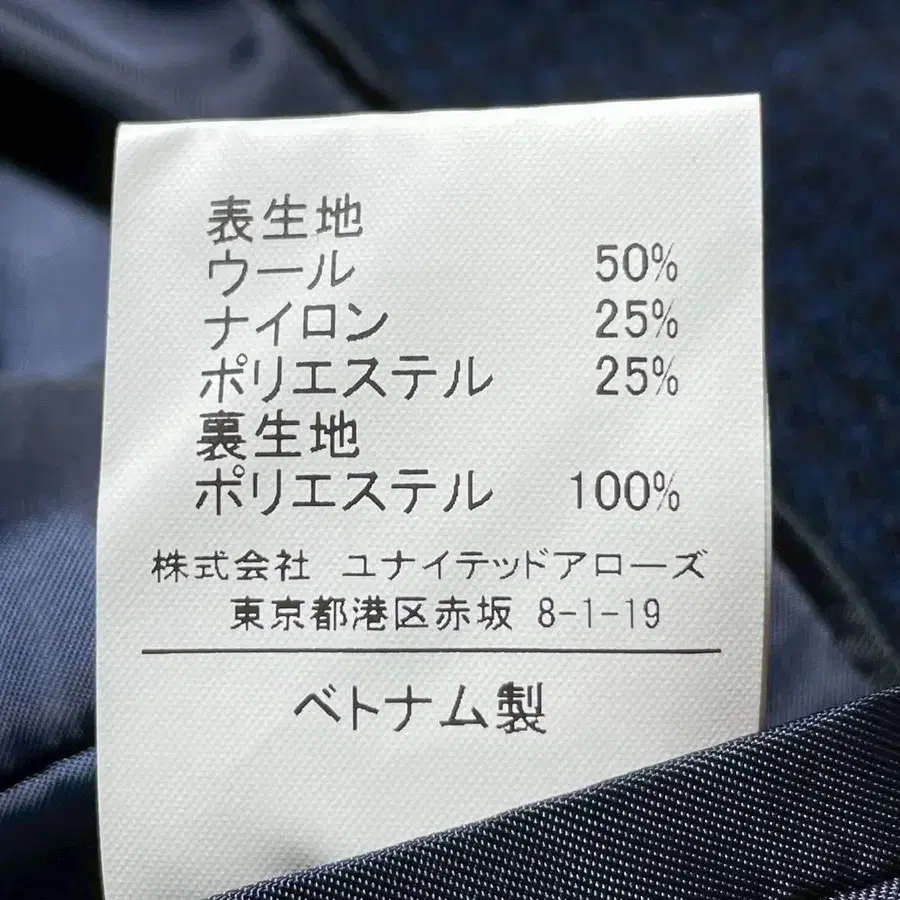 表生地
ウール 50%
ナイロン 25%
ポリエステル 25%
裏生地
ポリエステル 100%
株式会社 ユナイテッドアローズ
東京都港区赤坂 8-1-19
ベトナム製